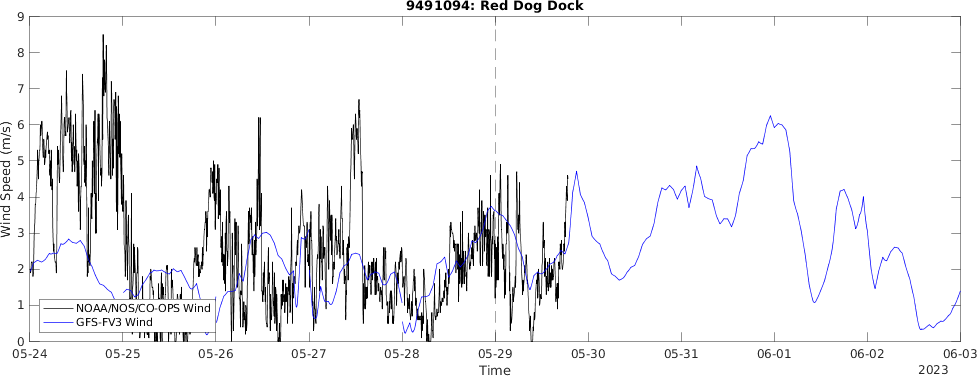 9491094: Red Dog Dock
9
8
7
6
5
4
3
2
1
0
Wind Speed (m/s)
NOAA/NOS/CO-OPS Wind
GFS-FV3 Wind
05-24 05-25 05-26 05-27 05-28 05-29 05-30 05-31 06-01 06-02 06-03
Time
2023